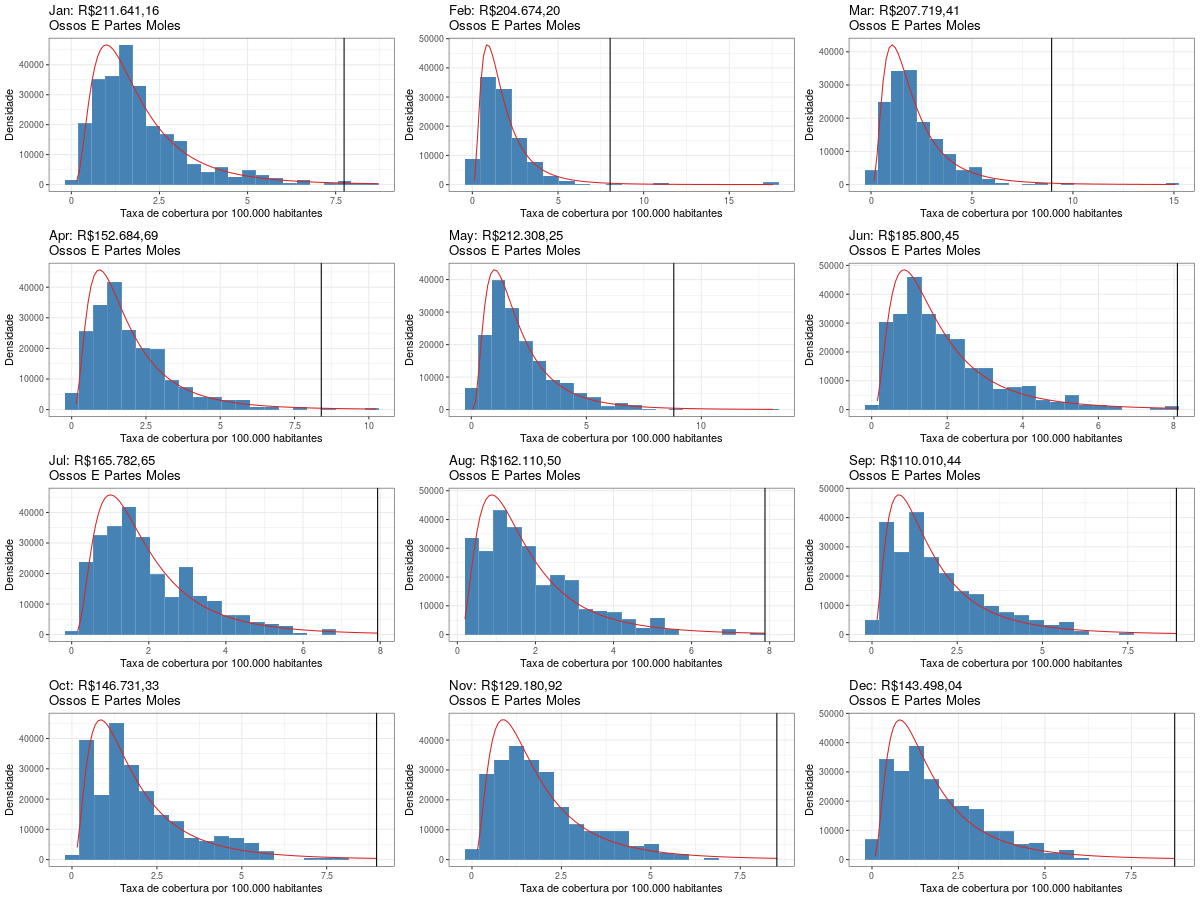 Jan: R$211.641,16
Ossos E Partes Moles
Densidade
40000
30000
20000
10000
0
0 2.5 5 7.5
Taxa de cobertura por 100.000 habitantes
Feb: R$204.674,20
Ossos E Partes Moles
Densidade
50000
40000
30000
20000
10000
0
0 5 10 15
Taxa de cobertura por 100.000 habitantes
Mar: R$207.719,41
Ossos E Partes Moles
Densidade
40000
30000
20000
10000
0
0 5 10 15
Taxa de cobertura por 100.000 habitantes
Apr: R$152.684,69
Ossos E Partes Moles
Densidade
40000
30000
20000
10000
0
0 2.5 5 7.5 10
Taxa de cobertura por 100.000 habitantes
May: R$212.308,25
Ossos E Partes Moles
Densidade
40000
30000
20000
10000
0
0 5 10
Taxa de cobertura por 100.000 habitantes
Jun: R$185.800,45
Ossos E Partes Moles
Densidade
50000
40000
30000
20000
10000
0
0 2 4 6 8
Taxa de cobertura por 100.000 habitantes
Jul: R$165.782,65
Ossos E Partes Moles
Densidade
40000
30000
20000
10000
0
0 2 4 6 8
Taxa de cobertura por 100.000 habitantes
Aug: R$162.110,50
Ossos E Partes Moles
Densidade
50000
40000
30000
20000
10000
0
0 2 4 6 8
Taxa de cobertura por 100.000 habitantes
Sep: R$110.010,44
Ossos E Partes Moles
Densidade
50000
40000
30000
20000
10000
0
0 2.5 5 7.5
Taxa de cobertura por 100.000 habitantes
Oct: R$146.731,33
Ossos E Partes Moles
Densidade
40000
30000
20000
10000
0
0 2.5 5 7.5
Taxa de cobertura por 100.000 habitantes
Nov: R$129.180,92
Ossos E Partes Moles
Densidade
40000
30000
20000
10000
0
0 2.5 5 7.5
Taxa de cobertura por 100.000 habitantes
Dec: R$143.498,04
Ossos E Partes Moles
Densidade
50000
40000
30000
20000
10000
0
0 2.5 5 7.5
Taxa de cobertura por 100.000 habitantes